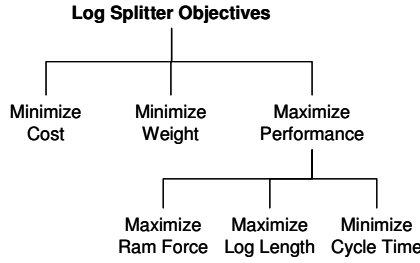 Log Splitter Objectives
Minimize
Cost
Minimize
Weight
Maximize
Performance
Maximize
Ram Force
Maximize
Log Length
Minimize
Cycle Time